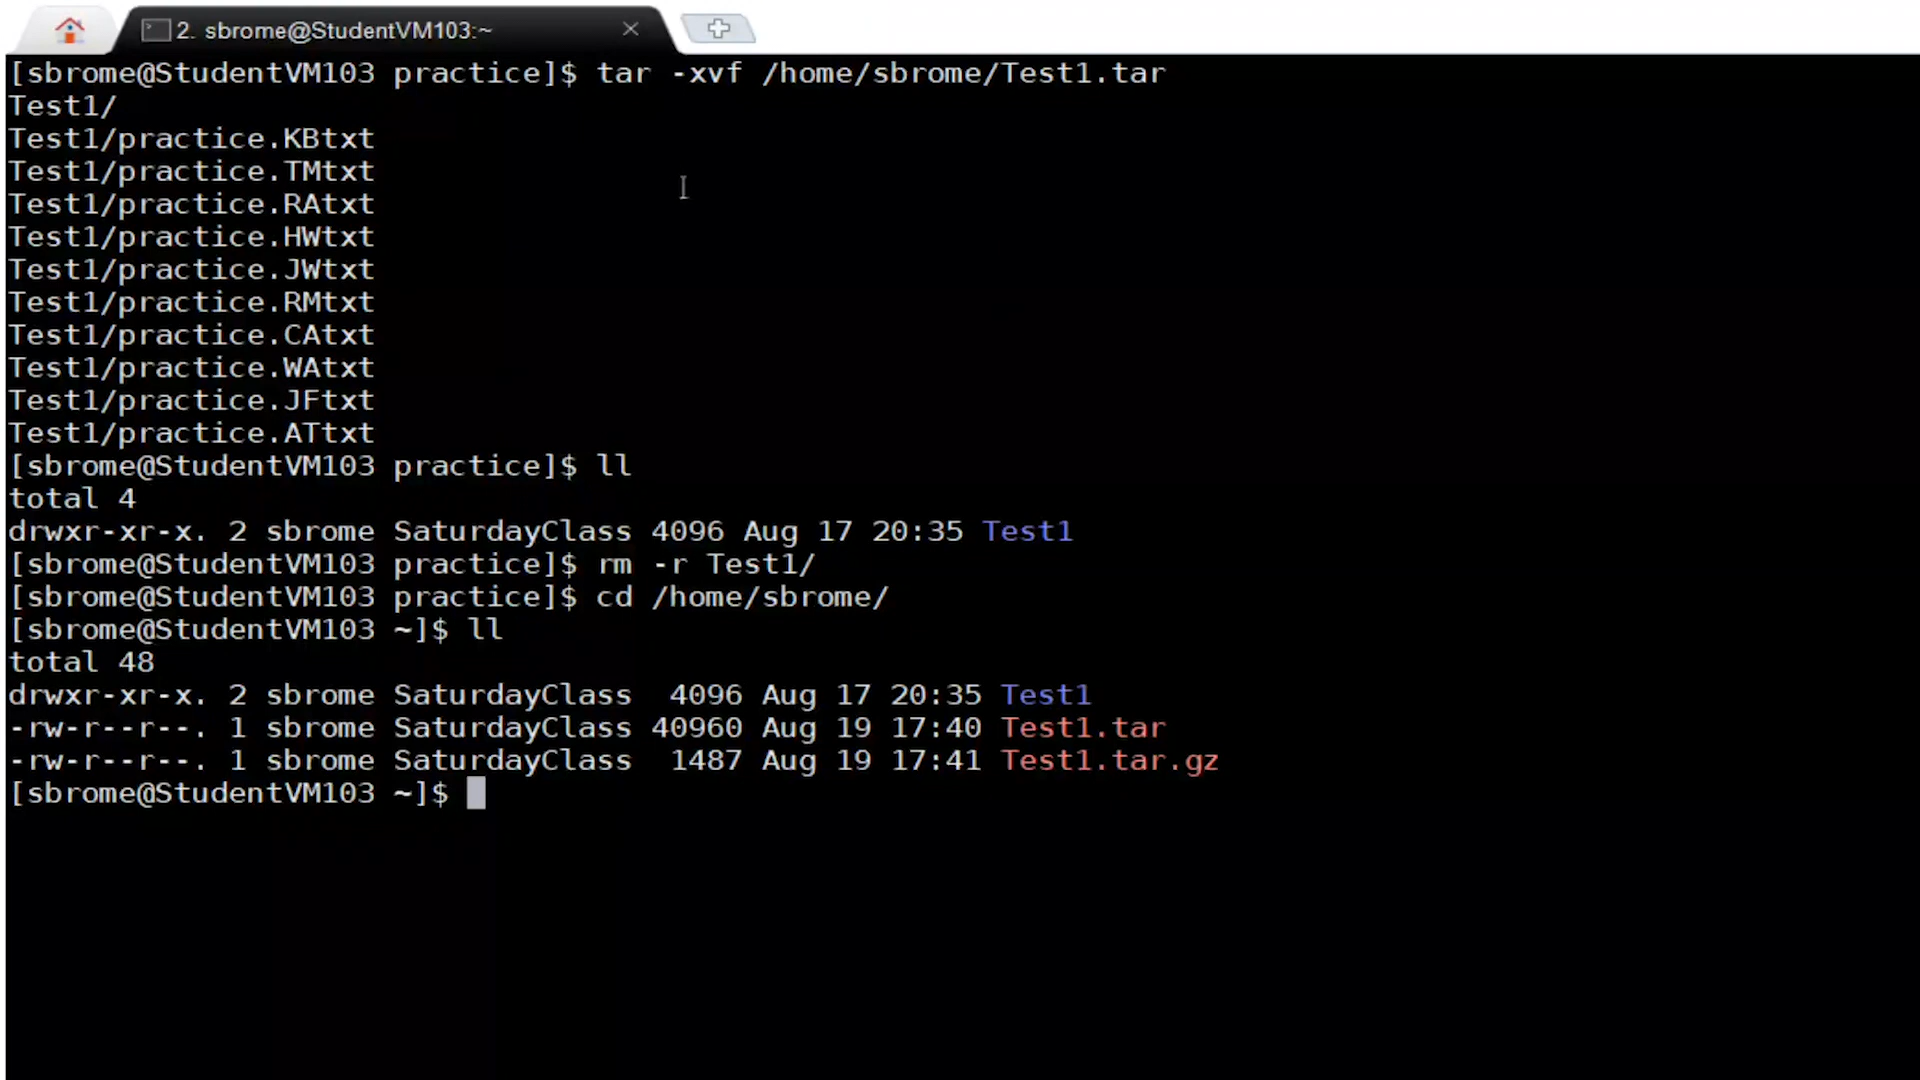 2. sbrome@StudentVM103:~
[sbrome@StudentVM103 practice]$ tar -xvf /home/sbrome/Test1.tar
Test1/
Test1/practice.KBtxt
Test1/practice.TMtxt
Test1/practice.RAtxt
Test1/practice.HWtxt
Test1/practice.JWtxt
Test1/practice.RMtxt
Test1/practice.CAtxt
Test1/practice.WAtxt
Test1/practice.JFtxt
Test1/practice.ATtxt
[sbrome@StudentVM103 practice]$ ll
total 4
drwxr-xr-x. 2 sbrome SaturdayClass 4096 Aug 17 20:35 Test1
[sbrome@StudentVM103 practice]$ rm -r Test1/
[sbrome@StudentVM103 practice]$ cd /home/sbrome/
[sbrome@StudentVM103 ~]$ ll
total 48
drwxr-xr-x. 2 sbrome SaturdayClass  4096 Aug 17 20:35 Test1
-rw-r--r--. 1 sbrome SaturdayClass 40960 Aug 19 17:40 Test1.tar
-rw-r--r--. 1 sbrome SaturdayClass  1487 Aug 19 17:41 Test1.tar.gz
[sbrome@StudentVM103 ~]$